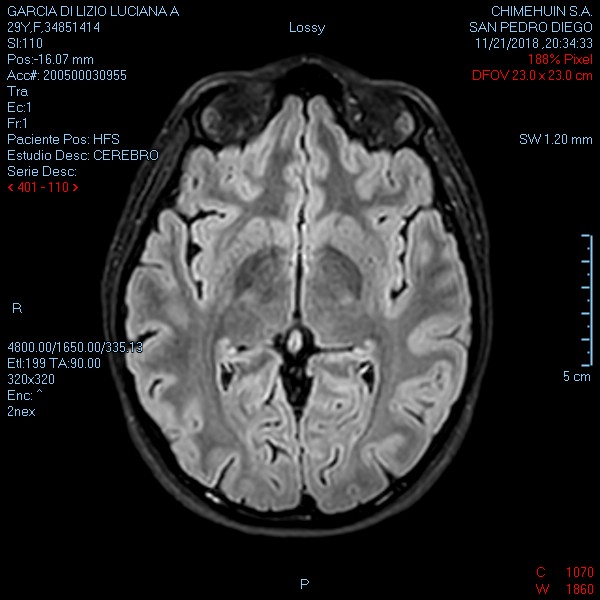 GARCIA DI LIZIO LUCIANA A
29Y,F,34851414
Sl:110
Pos:-16.07 mm
Acc#: 200500030955
Tra
Ec:1
Fr:1
Paciente Pos: HFS
Estudio Desc: CEREBRO
Serie Desc:
< 401 - 110 >
Lossy
CHIMEHUIN S.A.
SAN PEDRO DIEGO
11/21/2018 ,20:34:33
188% Pixel
DFOV 23.0 x 23.0 cm
SW 1.20 mm
R
4800.00/1650.00/335.13
Etl:199 TA:90.00
320x320
Enc: ^
2nex
5 cm
P
C 1070
W 1860